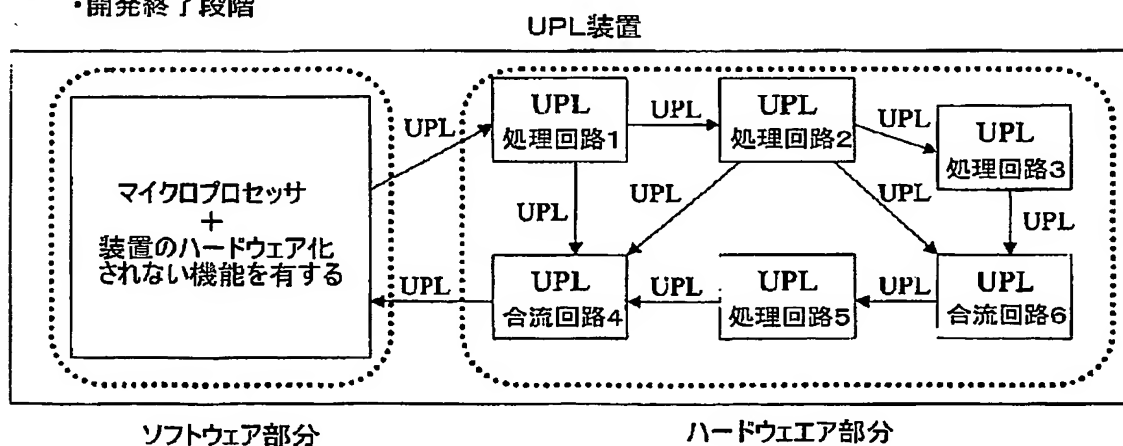 ・開発終了段階
UPL装置
UPL
処理回路1
UPL
UPL
処理回路2
UPL
UPL
処理回路3
UPL
マイクロプロセッサ
+
装置のハードウェア化
されない機能を有する
UPL
UPL
UPL
UPL
UPL
合流回路4
UPL
UPL
処理回路5
UPL
UPL
合流回路6
UPL
ソフトウェア部分
ハードウエア部分